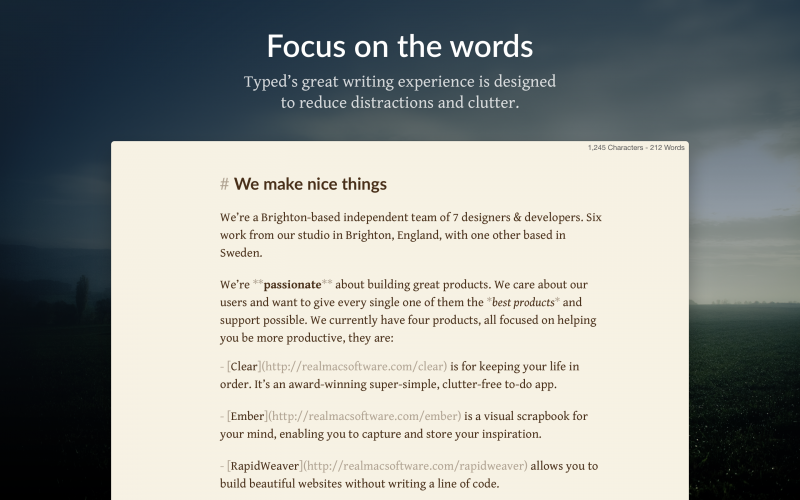 Focus on the words
Typed's great writing experience is designed
to reduce distractions and clutter.
1,245 Characters - 212 Words
# We make nice things
We're a Brighton-based independent team of 7 designers & developers. Six
work from our studio in Brighton, England, with one other based in
Sweden.
We're **passionate** about building great products. We care about our
users and want to give every single one of them the *best products* and
support possible. We currently have four products, all focused on helping
you be more productive, they are:
- [Clear](http://realmacsoftware.com/clear) is for keeping your life in
order. It's an award-winning super-simple, clutter-free to-do app.
- [Ember](http://realmacsoftware.com/ember) is a visual scrapbook for
your mind, enabling you to capture and store your inspiration.
- [RapidWeaver](http://realmacsoftware.com/rapidweaver) allows you to
build beautiful websites without writing a line of code.